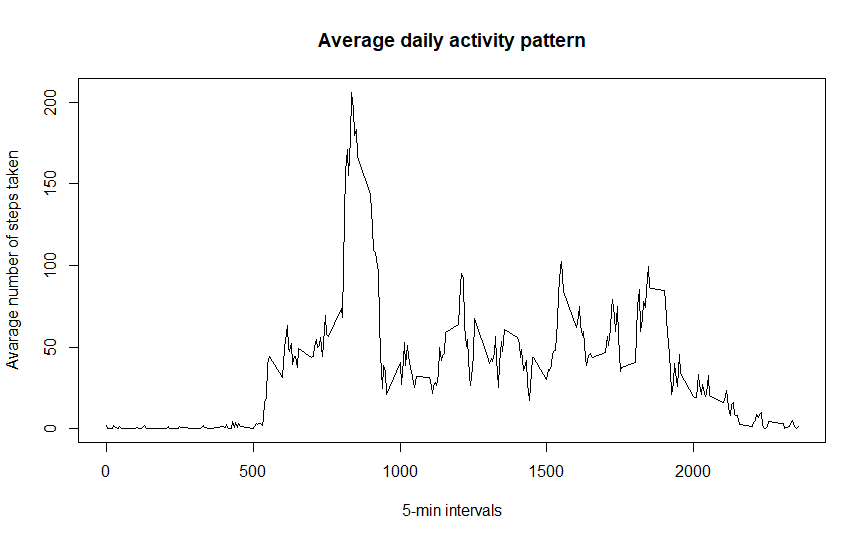 Average daily activity pattern
Avarage number of steps taken
200
150
100
50
0
0 500 1000 1500 2000
5-min intervals